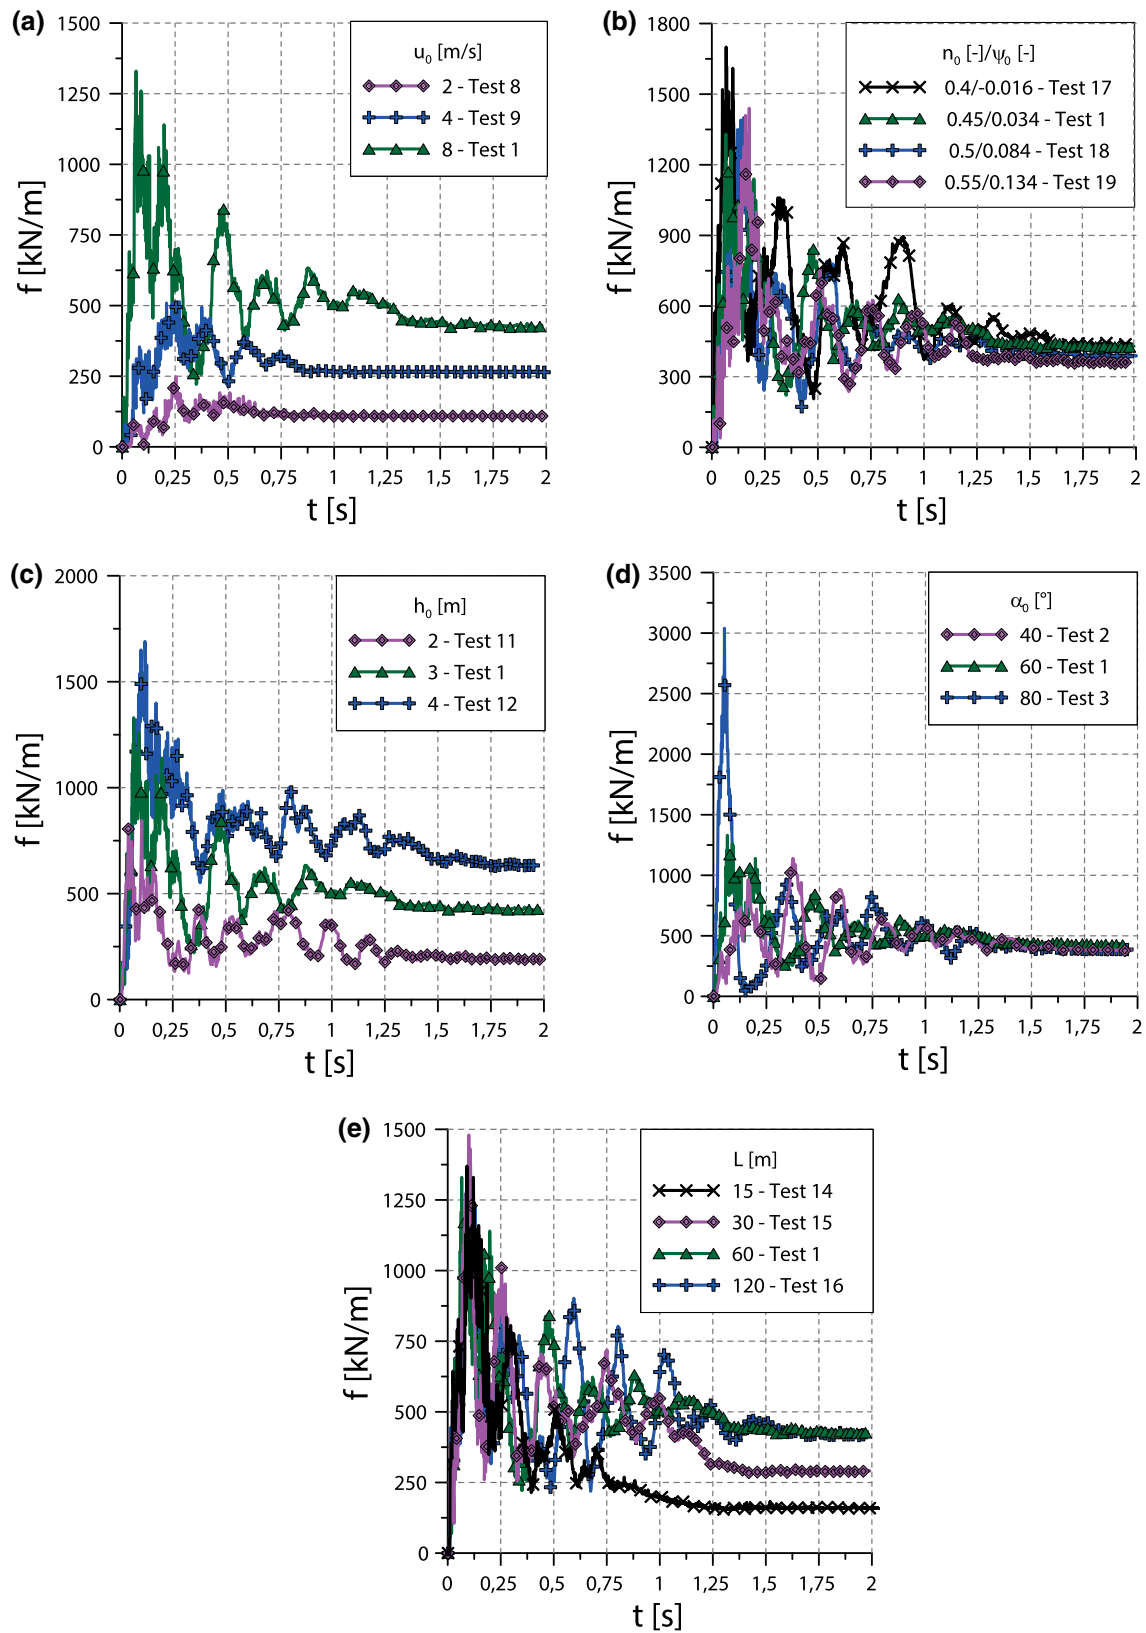 (a)
f [kN/m]
1500
1250
1000
750
500
250
0
0 0,25 0,5 0,75 1 1,25 1,5 1,75 2
t [s]
u₀ [m/s]
2 - Test 8
4 - Test 9
8 - Test 1
(b)
f [kN/m]
1800
1500
1200
900
600
300
0
0 0,25 0,5 0,75 1 1,25 1,5 1,75 2
t [s]
n₀ [-]/ψ₀ [-]
0.4/-0.016 - Test 17
0.45/0.034 - Test 1
0.5/0.084 - Test 18
0.55/0.134 - Test 19
(c)
f [kN/m]
2000
1500
1000
500
0
0 0,25 0,5 0,75 1 1,25 1,5 1,75 2
t [s]
h₀ [m]
2 - Test 11
3 - Test 1
4 - Test 12
(d)
f [kN/m]
3500
3000
2500
2000
1500
1000
500
0
0 0,25 0,5 0,75 1 1,25 1,5 1,75 2
t [s]
α₀ [°]
40 - Test 2
60 - Test 1
80 - Test 3
(e)
f [kN/m]
1500
1250
1000
750
500
250
0
0 0,25 0,5 0,75 1 1,25 1,5 1,75 2
t [s]
L [m]
15 - Test 14
30 - Test 15
60 - Test 1
120 - Test 16